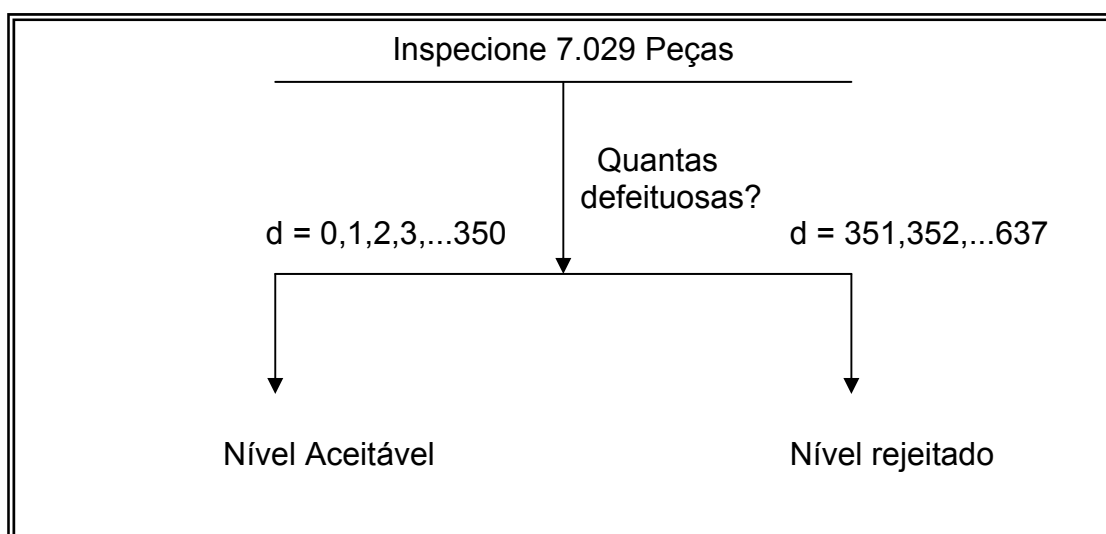 Inspecione 7.029 Peças
Quantas
defeituosas?
d = 0,1,2,3,...350
d = 351,352,...637
Nível Aceitável
Nível rejeitado